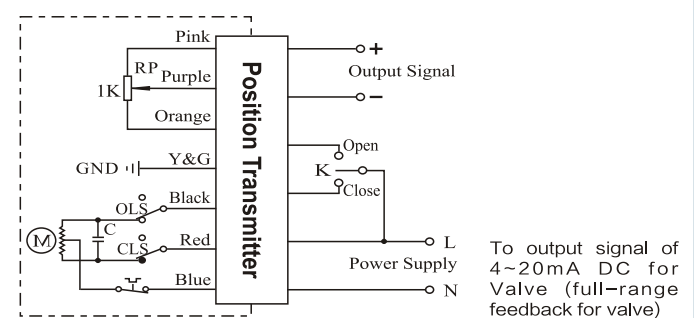 Pink
RP
1K
Purple
Orange
GND
Y&G
OLS
Black
C
M
CLS
Red
Blue
Position Transmitter
+
Output Signal
−
Open
K
Close
L
Power Supply
N
To output signal of
4~20mA DC for
Valve (full-range
feedback for valve)